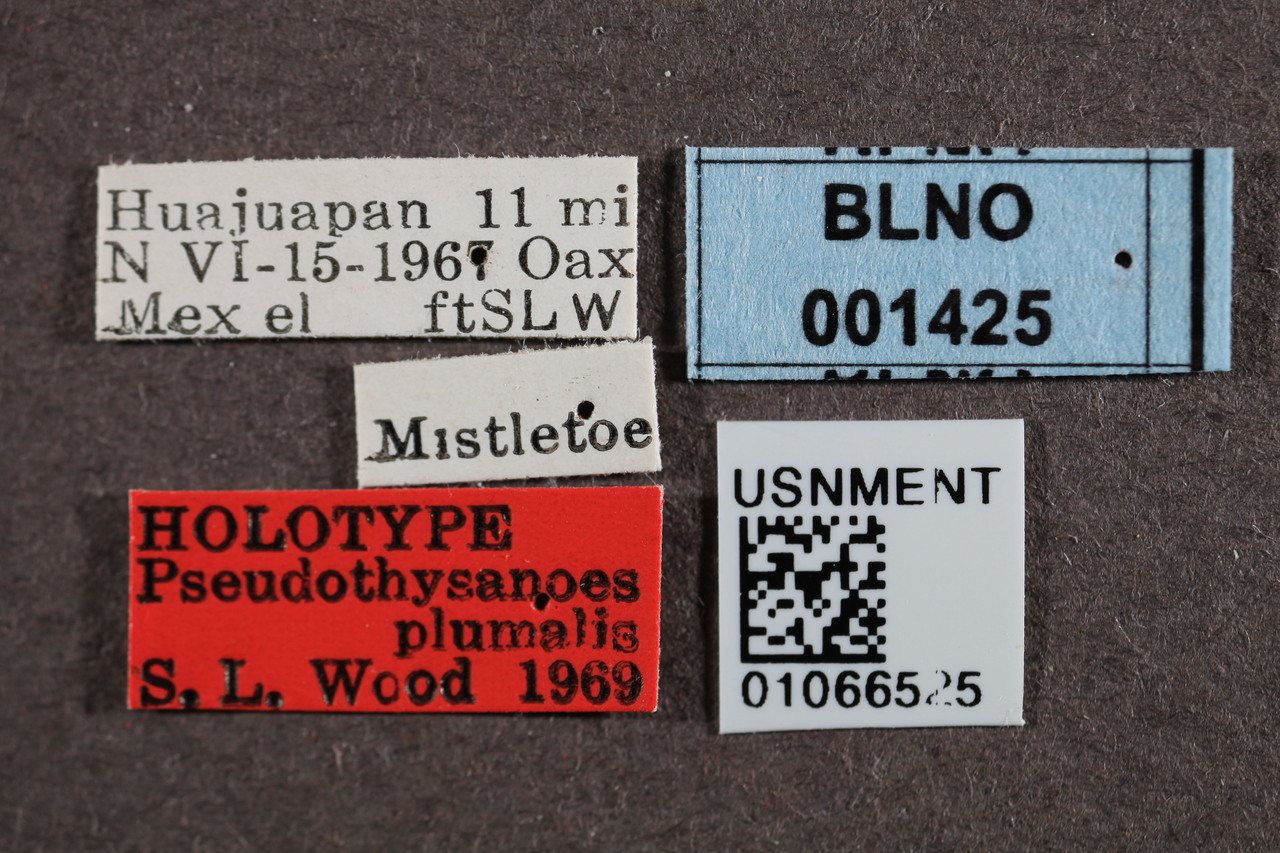 Huajuapan 11 mi
N VI-15-1967 Oax
Mex el ftSLW
Mistletoe
HOLOTYPE
Pseudothysanoes
plumalis
S. L. Wood 1969
BLNO
001425
USNMENT
01066525